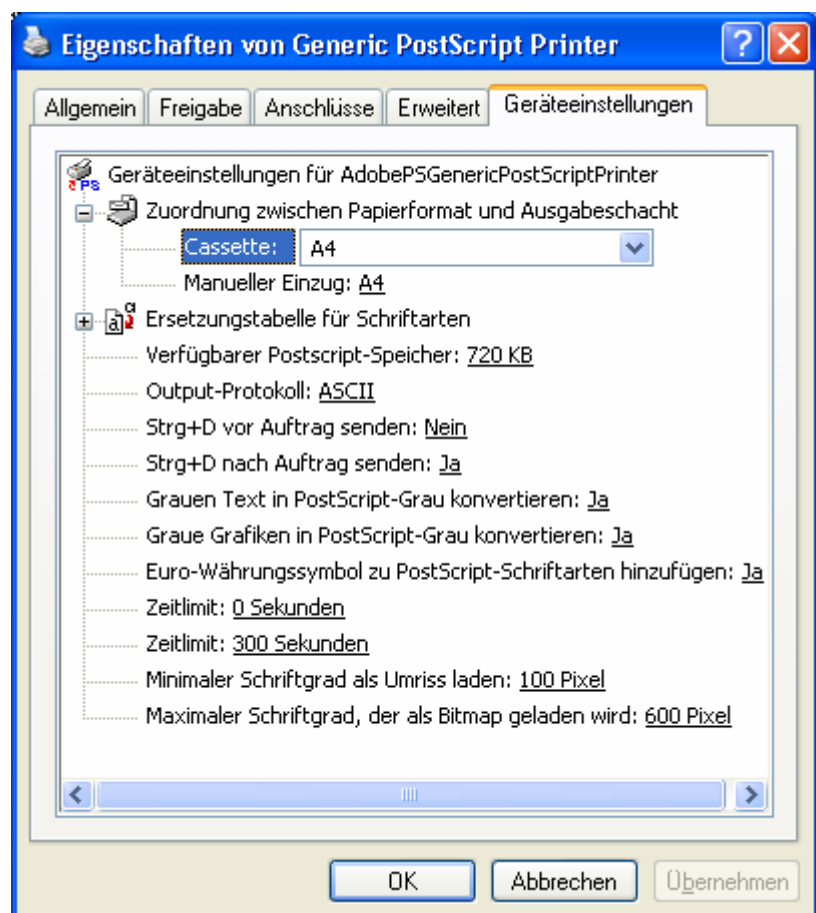 Eigenschaften von Generic PostScript Printer
Allgemein Freigabe Anschlüsse Erweitert Geräteeinstellungen
Geräteeinstellungen für AdobePSGenericPostScriptPrinter
Zuordnung zwischen Papierformat und Ausgabeschacht
Cassette: A4
Manueller Einzug: A4
Ersetzungstabelle für Schriftarten
Verfügbarer Postscript-Speicher: 720 KB
Output-Protokoll: ASCII
Strg+D vor Auftrag senden: Nein
Strg+D nach Auftrag senden: Ja
Grauen Text in PostScript-Grau konvertieren: Ja
Graue Grafiken in PostScript-Grau konvertieren: Ja
Euro-Währungssymbol zu PostScript-Schriftarten hinzufügen: Ja
Zeitlimit: 0 Sekunden
Zeitlimit: 300 Sekunden
Minimaler Schriftgrad als Umriss laden: 100 Pixel
Maximaler Schriftgrad, der als Bitmap geladen wird: 600 Pixel
OK Abbrechen Übernehmen